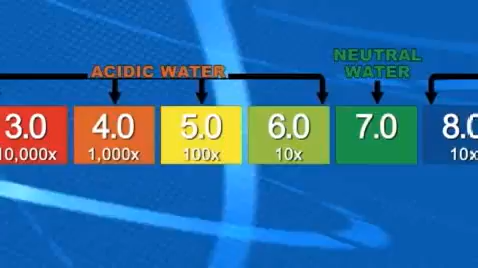 ACIDIC WATER
NEUTRAL
WATER
3.0 4.0 5.0 6.0 7.0 8.0
10,000x 1,000x 100x 10x 10x